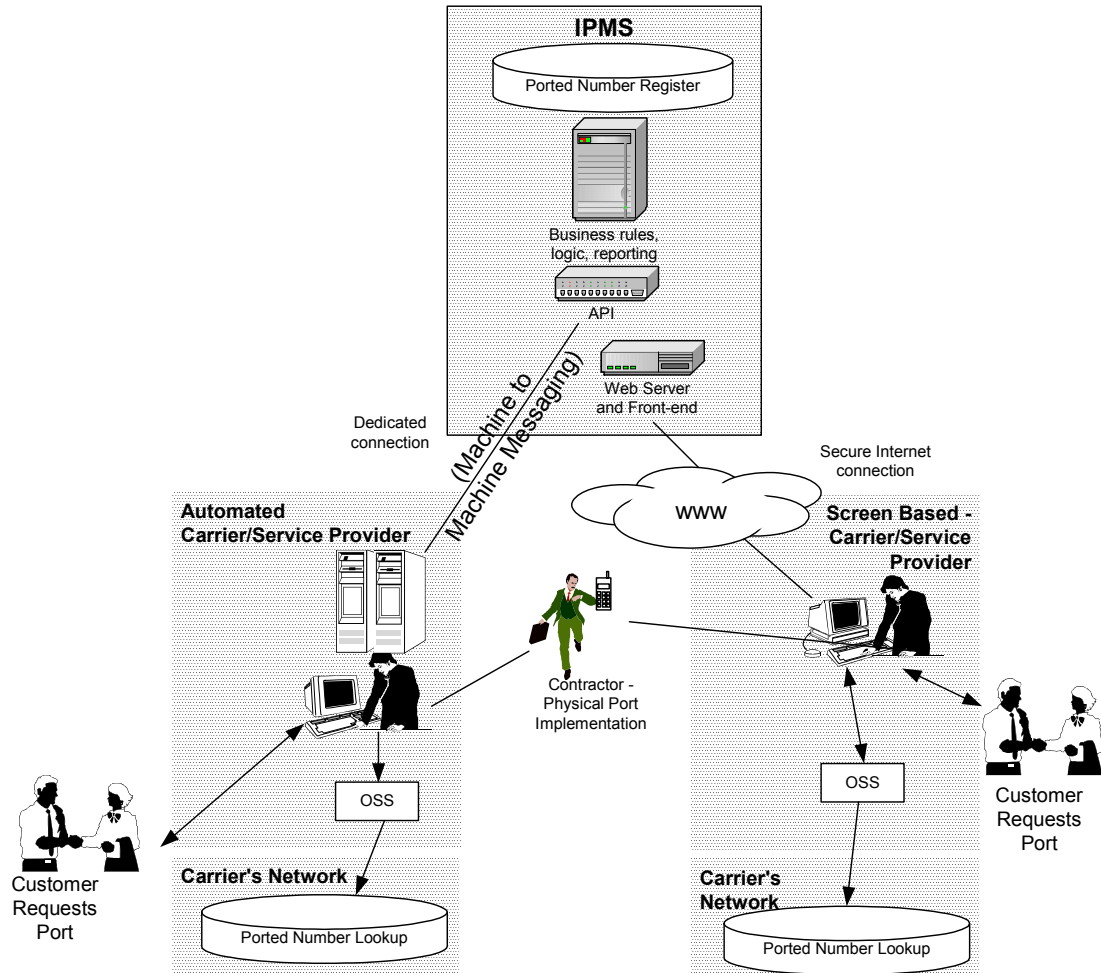 IPMS
Ported Number Register
Business rules,
logic, reporting
API
Web Server
and Front-end
(Machine to
Machine Messaging)
Dedicated
connection
Secure Internet
connection
www
Automated
Carrier/Service Provider
Screen Based -
Carrier/Service
Provider
Contractor -
Physical Port
Implementation
OSS
OSS
Customer
Requests
Port
Customer
Requests
Port
Carrier's Network
Ported Number Lookup
Carrier's
Network
Ported Number Lookup